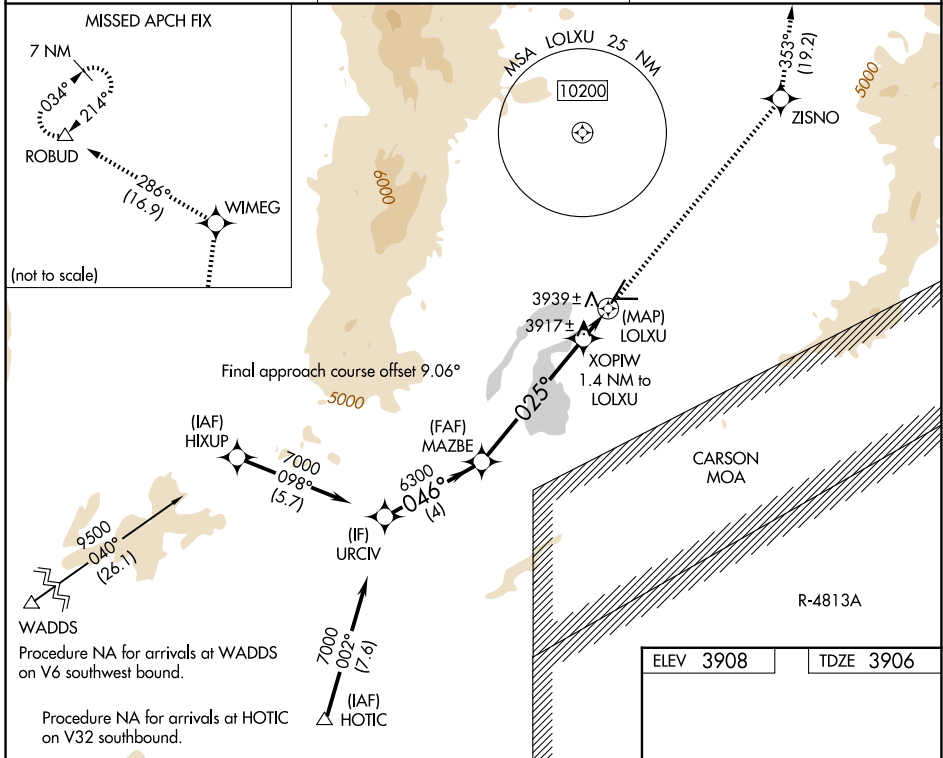 MISSED APCH FIX
7 NM
034°
214°
ROBUD
286°
(16.9)
WIMEG
(not to scale)
MSA LOLXU 25 NM
10200
353°
(19.2)
ZISNO
5000
6000
3939±
3917±
(MAP)
LOLXU
XOPIW
1.4 NM to
LOLXU
Final approach course offset 9.06°
5000
025°
(IAF)
HIXUP
7000
098°
(5.7)
(FAF)
MAZBE
6300
046°
(4)
(IF)
URCIV
CARSON
MOA
R-4813A
9500
040°
(26.1)
WADDS
Procedure NA for arrivals at WADDS
on V6 southwest bound.
7000
002°
(7.6)
(IAF)
HOTIC
Procedure NA for arrivals at HOTIC
on V32 southbound.
ELEV 3908
TDZE 3906